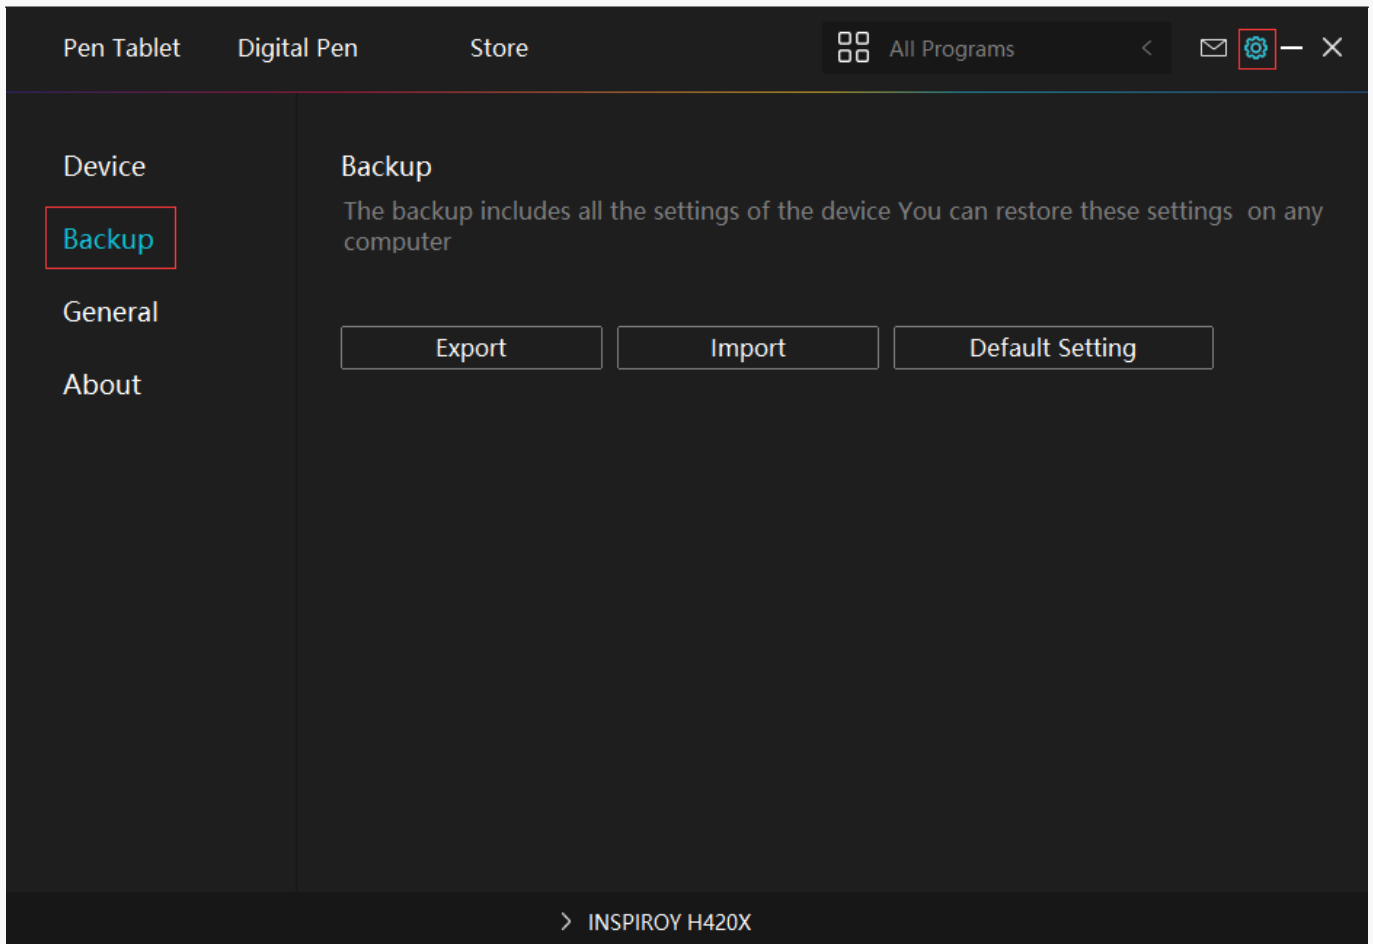 Pen Tablet Digital Pen Store All Programs
Device
Backup
General
About
Backup
The backup includes all the settings of the device You can restore these settings on any
computer
Export Import Default Setting
INSPIROY H420X